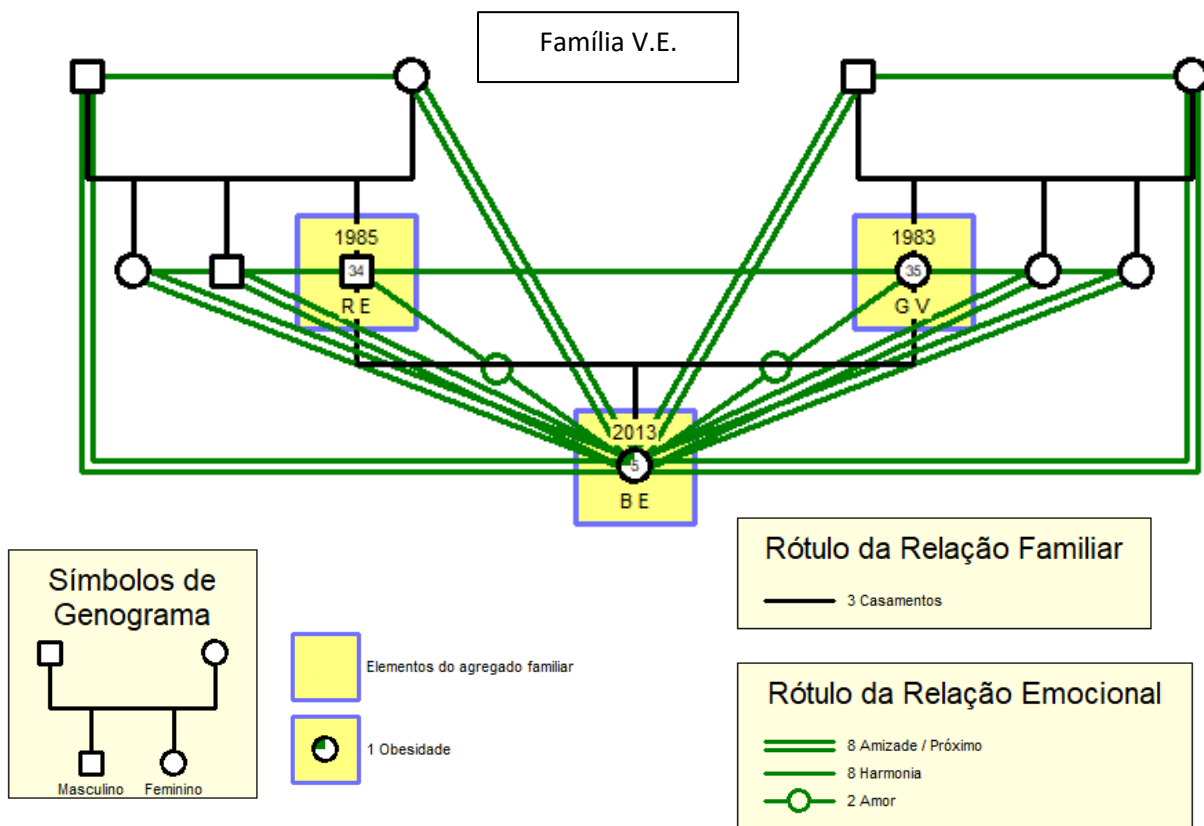 Família V.E.
1985
1983
34
35
R E
G V
2013
5
B E
Símbolos de
Genograma
Masculino Feminino
Elementos do agregado familiar
1 Obesidade
Rótulo da Relação Familiar
3 Casamentos
Rótulo da Relação Emocional
8 Amizade / Próximo
8 Harmonia
2 Amor